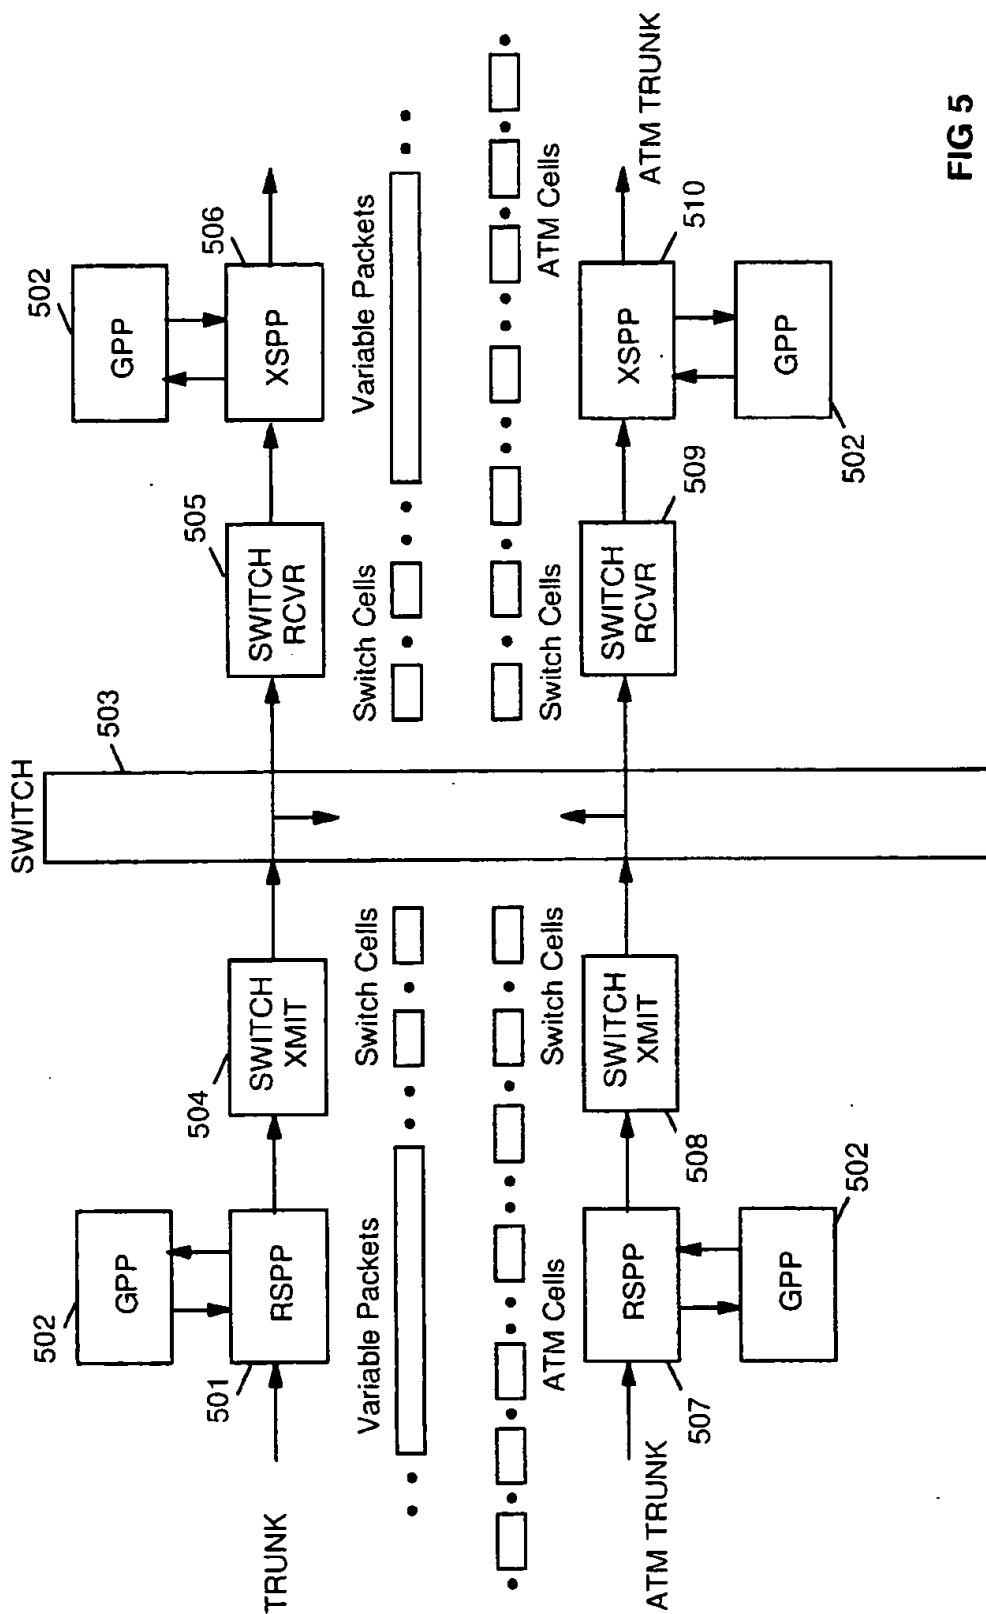 SWITCH
503
502
GPP
RSPP
501
TRUNK
504
SWITCH
XMIT
505
SWITCH
RCVR
502
GPP
506
XSPP
Variable Packets
Switch Cells
Switch Cells
Variable Packets
ATM Cells
Switch Cells
Switch Cells
ATM Cells
ATM TRUNK
RSPP
507
GPP
502
SWITCH
XMIT
508
SWITCH
RCVR
509
XSPP
510
GPP
502
ATM TRUNK
FIG 5